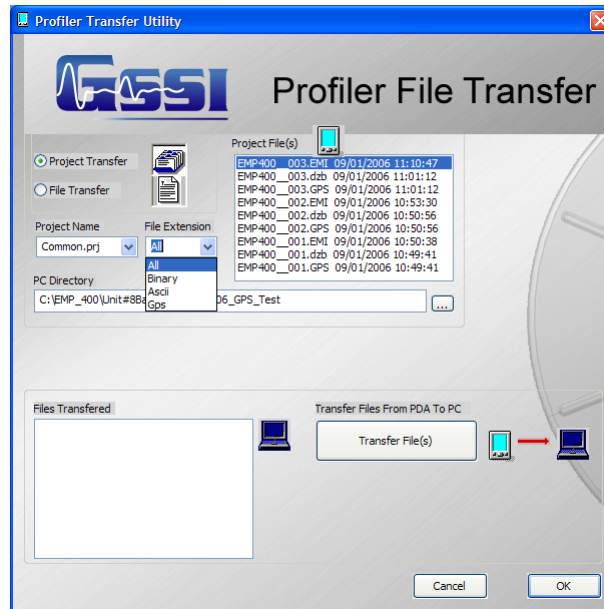 Profiler Transfer Utility
GSSI
Profiler File Transfer
Project Transfer
File Transfer
Project File(s)
EMP400__003.EMI 09/01/2006 11:10:47
EMP400__003.dzb 09/01/2006 11:01:12
EMP400__003.GPS 09/01/2006 11:01:12
EMP400__002.EMI 09/01/2006 10:53:30
EMP400__002.dzb 09/01/2006 10:50:56
EMP400__002.GPS 09/01/2006 10:50:56
EMP400__001.EMI 09/01/2006 10:50:38
EMP400__001.dzb 09/01/2006 10:49:41
EMP400__001.GPS 09/01/2006 10:49:41
Project Name
File Extension
Common.prj
All
All
Binary
Ascii
Gps
PC Directory
C:\EMP_400\Unit#8Ba 06_GPS_Test
...
Files Transfered
Transfer Files From PDA To PC
Transfer File(s)
Cancel
OK